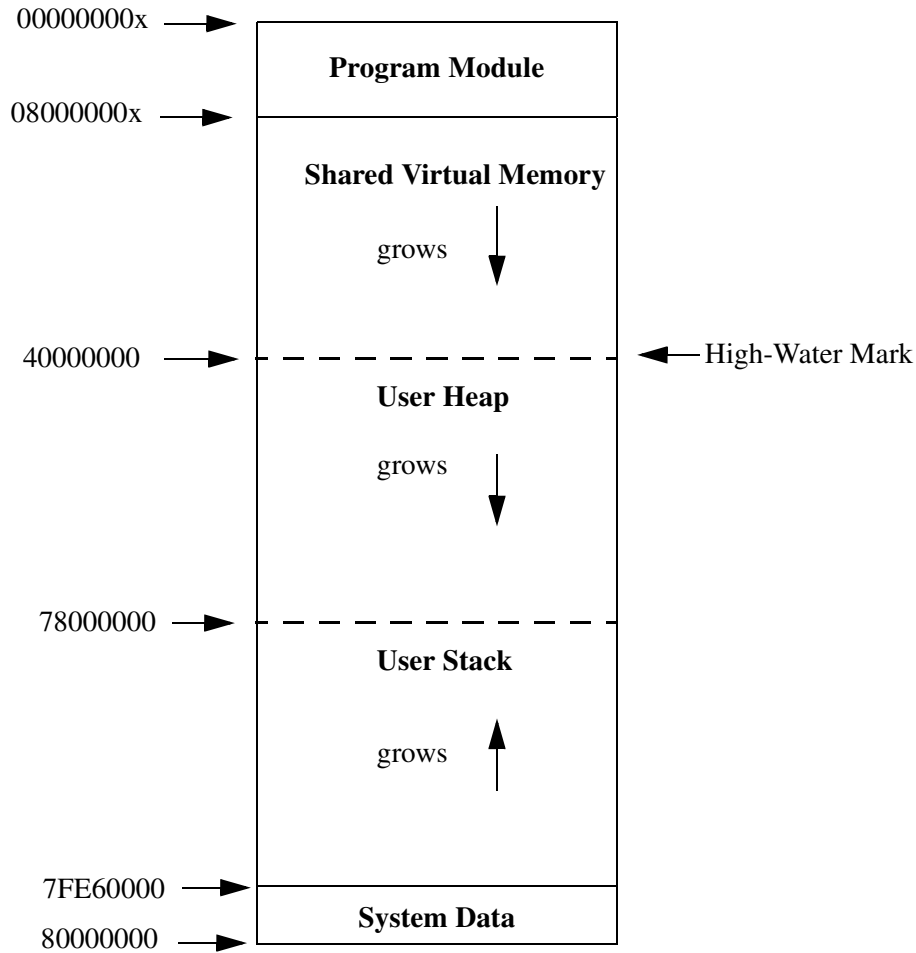 00000000x
Program Module
08000000x
Shared Virtual Memory
grows
40000000
High-Water Mark
User Heap
grows
78000000
User Stack
grows
7FE60000
System Data
80000000